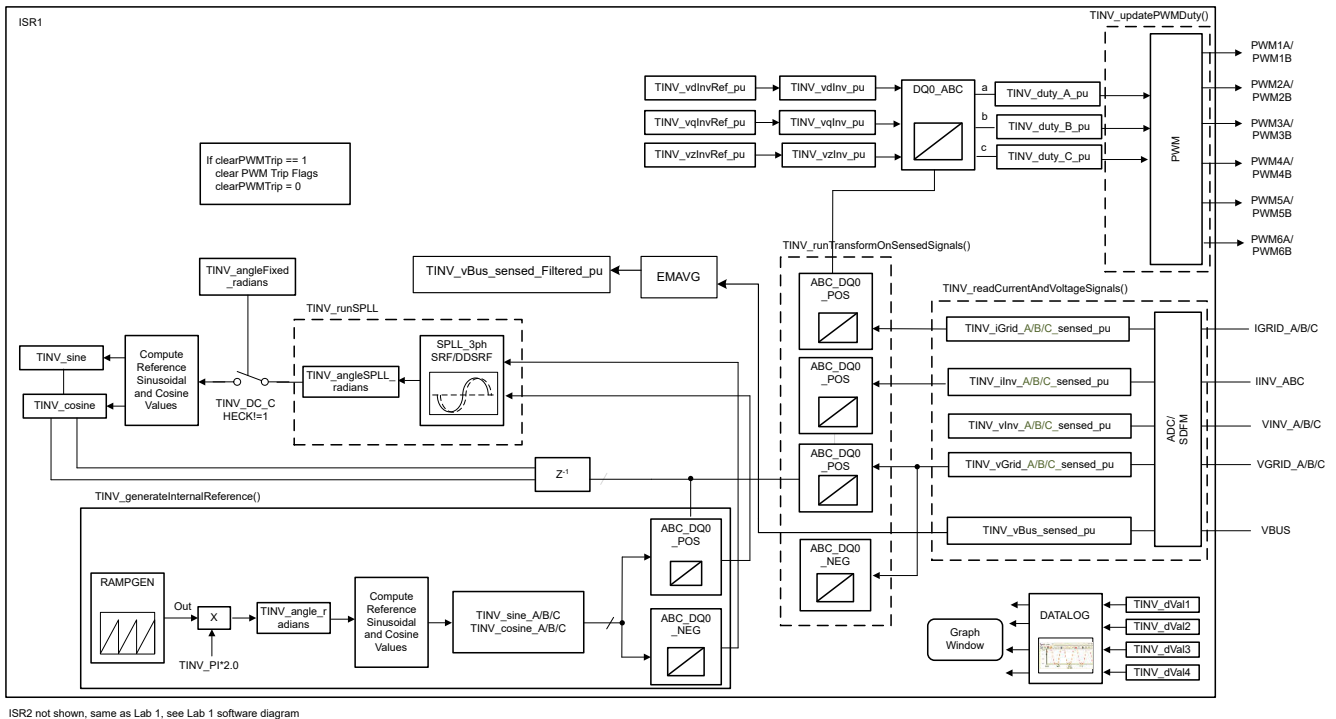 ISR1
TINV_updatePWMDuty()
PWM1A/
PWM1B
PWM2A/
PWM2B
PWM3A/
PWM3B
PWM4A/
PWM4B
PWM5A/
PWM5B
PWM6A/
PWM6B
PWM
TINV_vdInvRef_pu
TINV_vdInv_pu
TINV_vqInvRef_pu
TINV_vqInv_pu
TINV_vzInvRef_pu
TINV_vzInv_pu
DQ0_ABC
a
b
c
TINV_duty_A_pu
TINV_duty_B_pu
TINV_duty_C_pu
If clearPWMTrip == 1
clear PWM Trip Flags
clearPWMTrip = 0
TINV_runTransformOnSensedSignals()
ABC_DQ0
_POS
ABC_DQ0
_POS
ABC_DQ0
_POS
ABC_DQ0
_NEG
TINV_readCurrentAndVoltageSignals()
TINV_iGrid_A/B/C_sensed_pu
TINV_iInv_A/B/C_sensed_pu
TINV_vInv_A/B/C_sensed_pu
TINV_vGrid_A/B/C_sensed_pu
TINV_vBus_sensed_pu
ADC/
SDFM
IGRID_A/B/C
IINV_ABC
VINV_A/B/C
VGRID_A/B/C
VBUS
TINV_vBus_sensed_Filtered_pu
EMAVG
TINV_angleFixed
_radians
TINV_runSPLL
SPLL_3ph
SRF/DDSRF
TINV_angleSPLL_
radians
TINV_DC_C
HECK!=1
Compute
Reference
Sinusoidal
and Cosine
Values
TINV_sine
TINV_cosine
Z-1
TINV_generateInternalReference()
RAMPGEN
Out
X
TINV_PI*2.0
TINV_angle_r
adians
Compute
Reference
Sinusoidal
and Cosine
Values
TINV_sine_A/B/C
TINV_cosine_A/B/C
ABC_DQ0
_POS
ABC_DQ0
_NEG
Graph
Window
DATALOG
TINV_dVal1
TINV_dVal2
TINV_dVal3
TINV_dVal4
ISR2 not shown, same as Lab 1, see Lab 1 software diagram